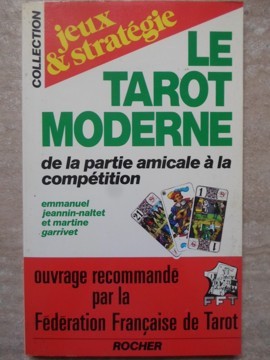 COLLECTION
jeux
& stratégie
LE
TAROT
MODERNE
de la partie amicale à la
compétition
emmanuel
jeannin-naltet
et martine
garrivet
ouvrage recommandé
par la
Fédération Française de Tarot
FFT
ROCHER